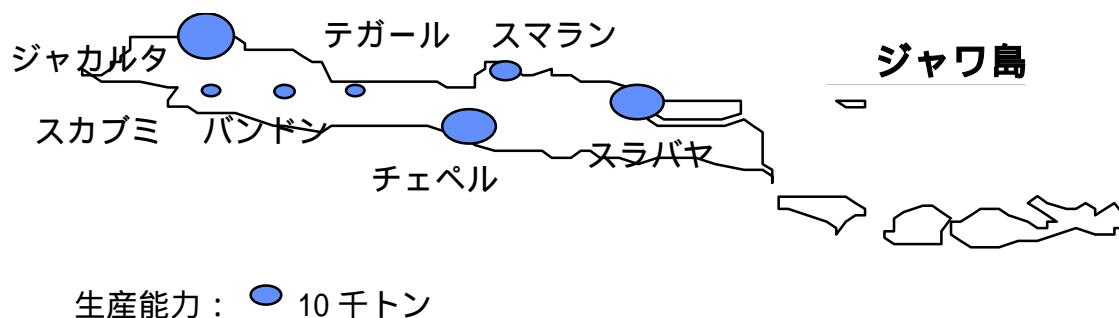 テガール スマラン
ジャカルタ ジャワ島
スカブミ バンドン
スラバヤ
チェペル
生産能力： 10千トン